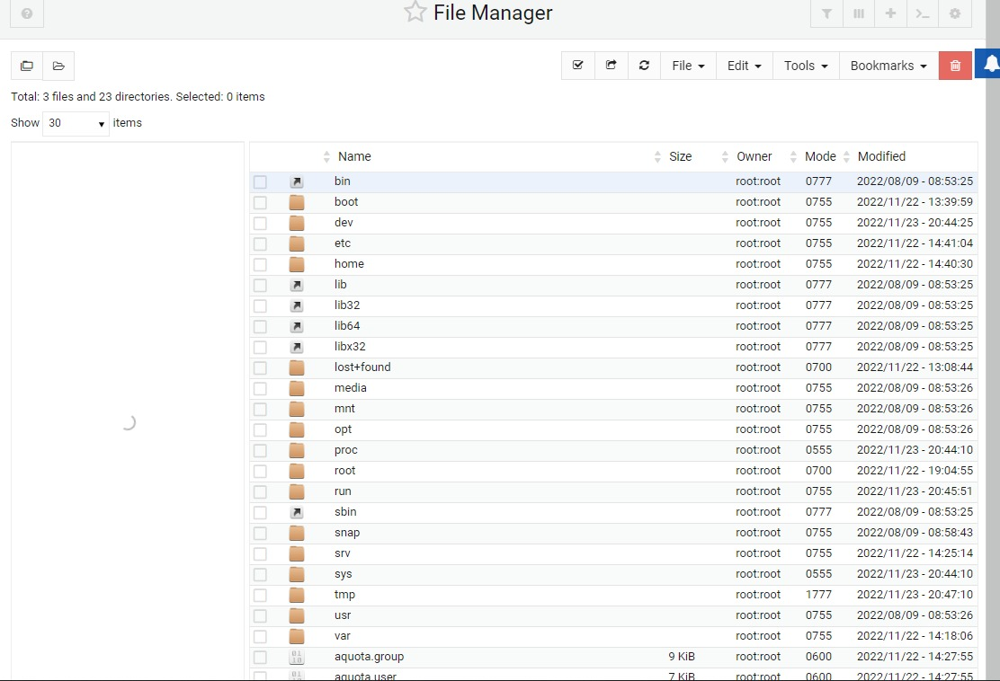 File Manager
File Edit Tools Bookmarks
Total: 3 files and 23 directories. Selected: 0 items
Show 30 items
Name Size Owner Mode Modified
bin root:root 0777 2022/08/09 - 08:53:25
boot root:root 0755 2022/11/22 - 13:39:59
dev root:root 0755 2022/11/23 - 20:44:25
etc root:root 0755 2022/11/22 - 14:41:04
home root:root 0755 2022/11/22 - 14:40:30
lib root:root 0777 2022/08/09 - 08:53:25
lib32 root:root 0777 2022/08/09 - 08:53:25
lib64 root:root 0777 2022/08/09 - 08:53:25
libx32 root:root 0777 2022/08/09 - 08:53:25
lost+found root:root 0700 2022/11/22 - 13:08:44
media root:root 0755 2022/08/09 - 08:53:26
mnt root:root 0755 2022/08/09 - 08:53:26
opt root:root 0755 2022/08/09 - 08:53:26
proc root:root 0555 2022/11/23 - 20:44:10
root root:root 0700 2022/11/22 - 19:04:55
run root:root 0755 2022/11/23 - 20:45:51
sbin root:root 0777 2022/08/09 - 08:53:25
snap root:root 0755 2022/08/09 - 08:58:43
srv root:root 0755 2022/11/22 - 14:25:14
sys root:root 0555 2022/11/23 - 20:44:10
tmp root:root 1777 2022/11/23 - 20:47:10
usr root:root 0755 2022/08/09 - 08:53:26
var root:root 0755 2022/11/22 - 14:18:06
aquota.group 9 KiB root:root 0600 2022/11/22 - 14:27:55
aquota.user 7 KiB root:root 0600 2022/11/22 - 14:27:55